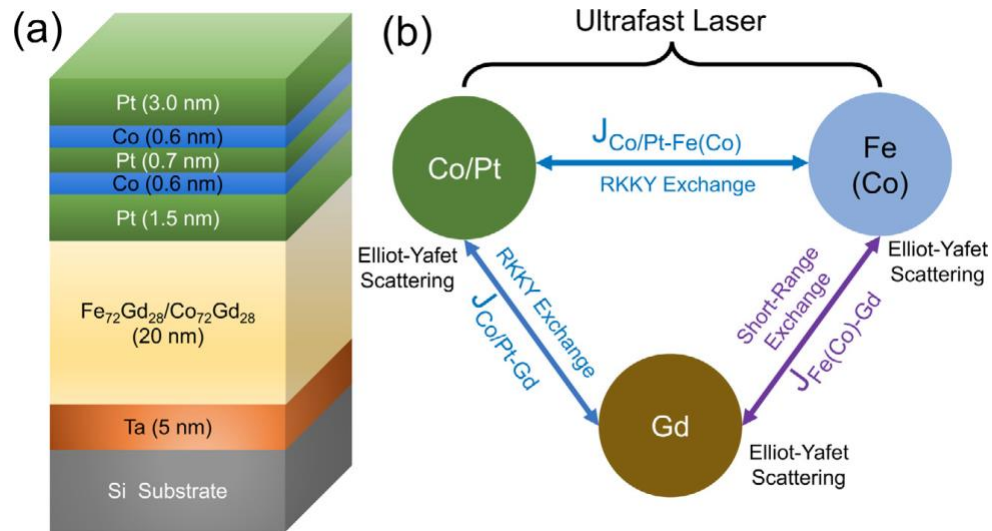 (a)
Pt (3.0 nm)
Co (0.6 nm)
Pt (0.7 nm)
Co (0.6 nm)
Pt (1.5 nm)
Fe₇₂Gd₂₈/Co₇₂Gd₂₈
(20 nm)
Ta (5 nm)
Si Substrate
(b)
Ultrafast Laser
Co/Pt
J_Co/Pt-Fe(Co)
RKKY Exchange
Fe
(Co)
Elliot-Yafet
Scattering
RKKY Exchange
J_Co/Pt-Gd
Short-Range
Exchange
J_Fe(Co)-Gd
Elliot-Yafet
Scattering
Gd
Elliot-Yafet
Scattering